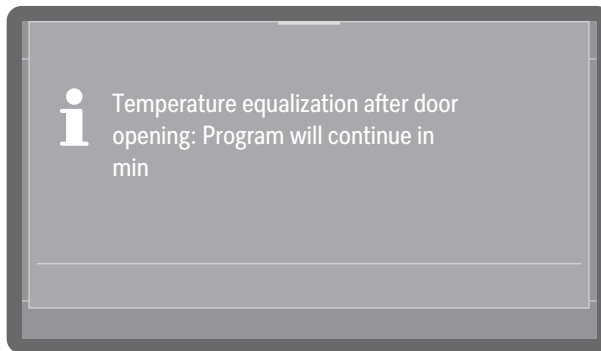 Temperature equalization after door
opening: Program will continue in
min